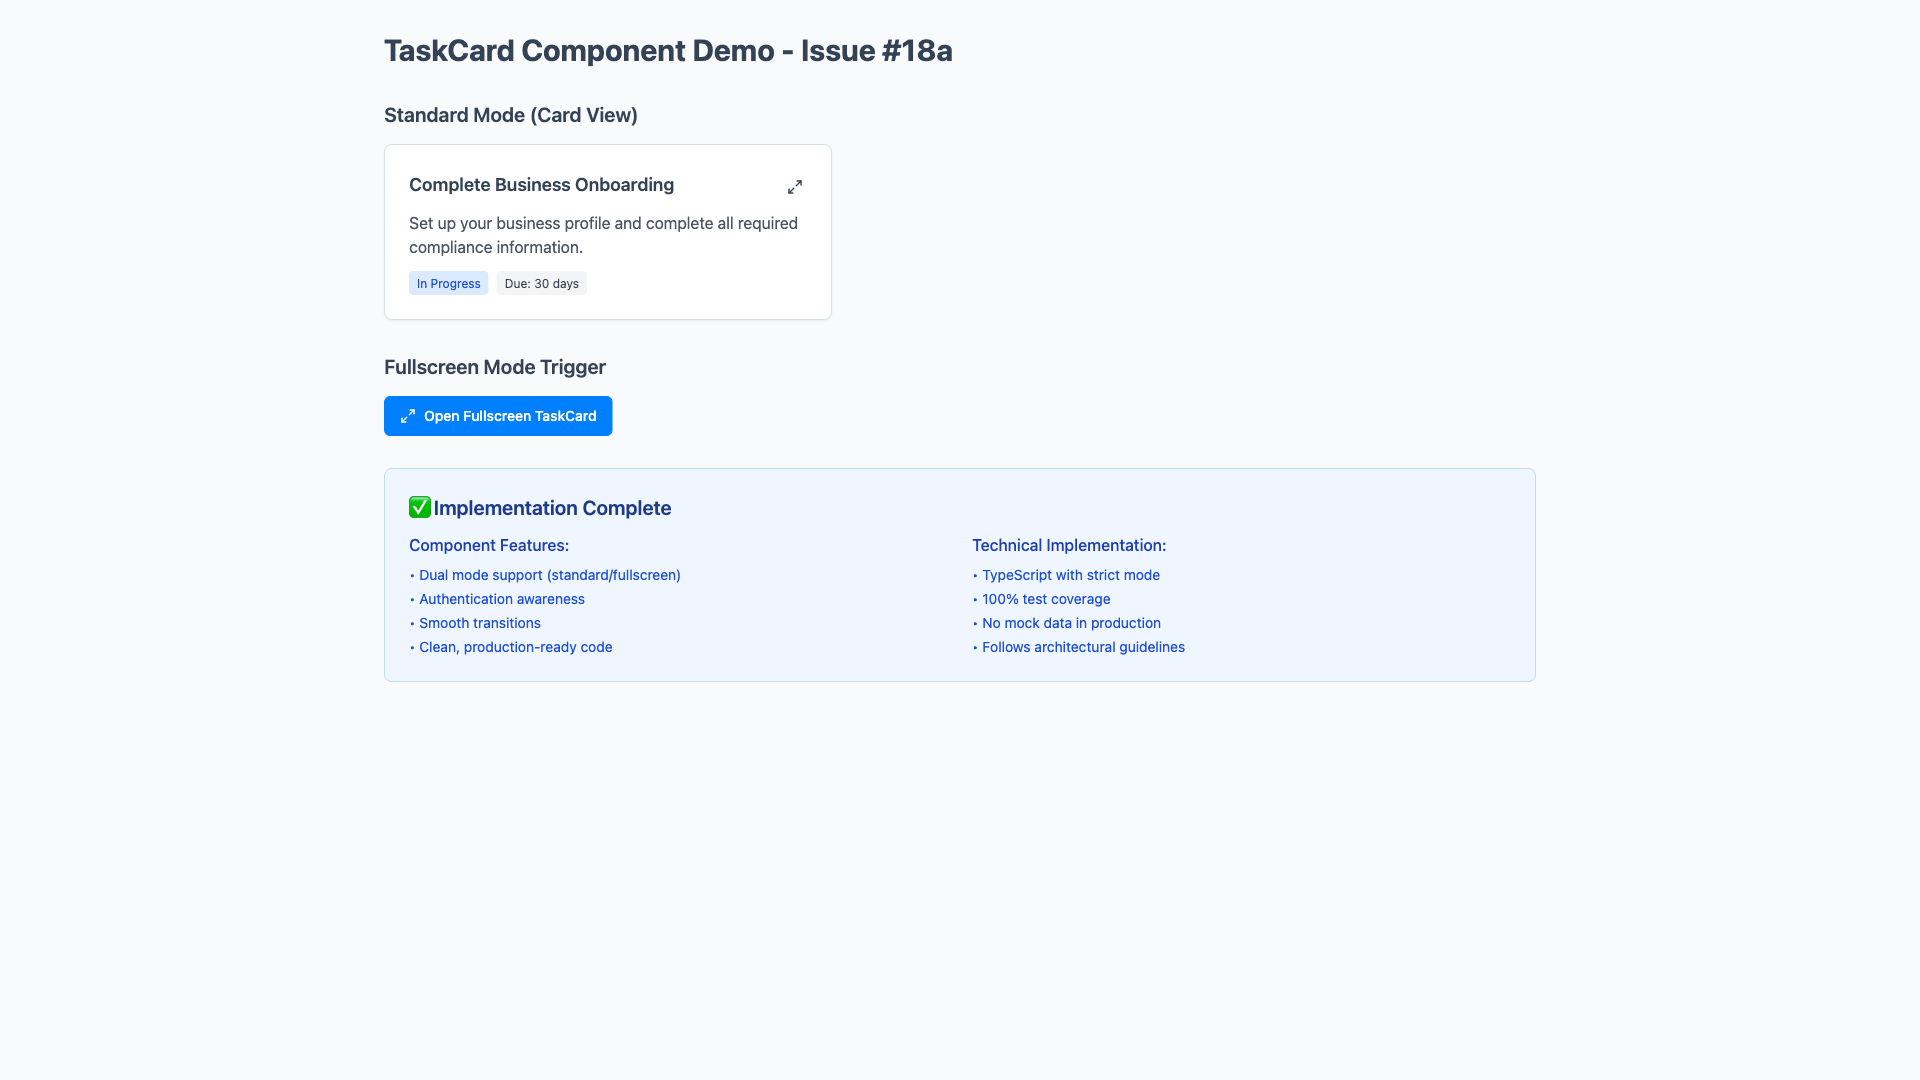 TaskCard Component Demo - Issue #18a
Standard Mode (Card View)
Complete Business Onboarding
Set up your business profile and complete all required
compliance information.
In Progress
Due: 30 days
Fullscreen Mode Trigger
Open Fullscreen TaskCard
✅ Implementation Complete
Component Features:
• Dual mode support (standard/fullscreen)
• Authentication awareness
• Smooth transitions
• Clean, production-ready code
Technical Implementation:
• TypeScript with strict mode
• 100% test coverage
• No mock data in production
• Follows architectural guidelines